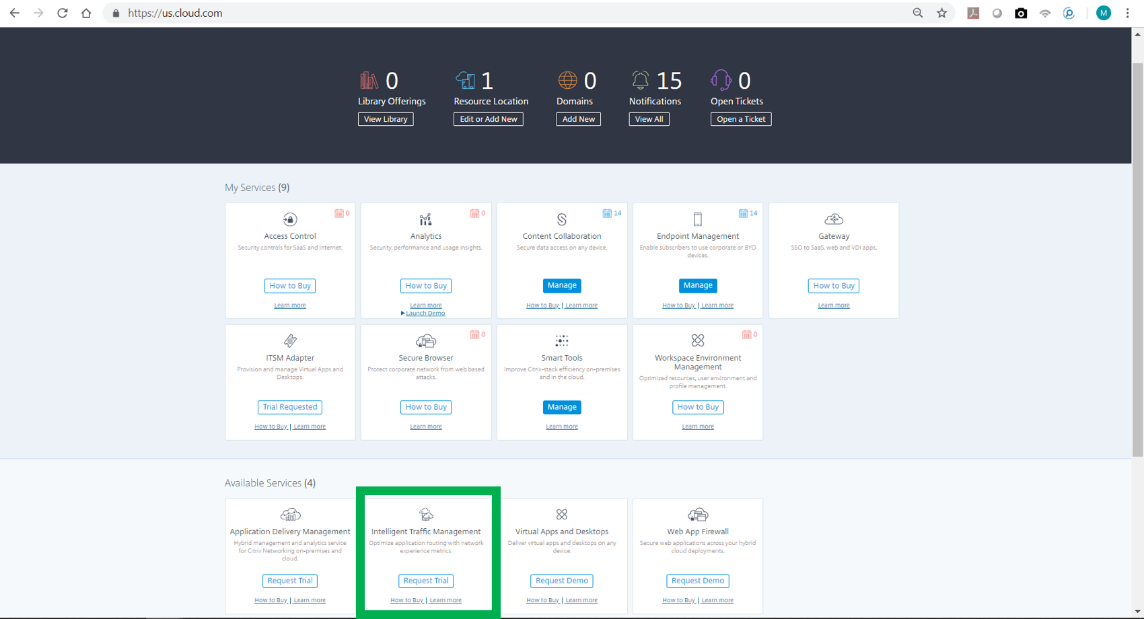 https://us.cloud.com
M
0
Library Offerings
View Library
1
Resource Location
Edit or Add New
0
Domains
Add New
15
Notifications
View All
0
Open Tickets
Open a Ticket
My Services (9)
0
Access Control
Security controls for SaaS and Internet.
How to Buy
Learn more
0
Analytics
Security, performance and usage insights.
How to Buy
Learn more
Launch Demo
14
Content Collaboration
Secure data access on any device.
Manage
How to Buy | Learn more
14
Endpoint Management
Enable subscribers to use corporate or BYO
devices.
Manage
How to Buy | Learn more
Gateway
SSO to SaaS, web and VDI apps.
How to Buy
Learn more
ITSM Adapter
Provision and manage Virtual Apps and
Desktops.
Trial Requested
How to Buy | Learn more
0
Secure Browser
Protect corporate network from web based
attacks.
How to Buy
Learn more
Smart Tools
Improve Citrix-stack efficiency on-premises
and in the cloud.
Manage
Learn more
0
Workspace Environment
Management
Optimized resources, user environment and
profile management.
How to Buy
Learn more
Available Services (4)
Application Delivery Management
Hybrid management and analytics service
for Citrix Networking on-premises and
cloud.
Request Trial
How to Buy | Learn more
Intelligent Traffic Management
Optimize application routing with network
experience metrics.
Request Trial
How to Buy | Learn more
Virtual Apps and Desktops
Deliver virtual apps and desktops on any
device.
Request Demo
How to Buy | Learn more
Web App Firewall
Secure web applications across your hybrid
cloud deployments.
Request Demo
How to Buy | Learn more